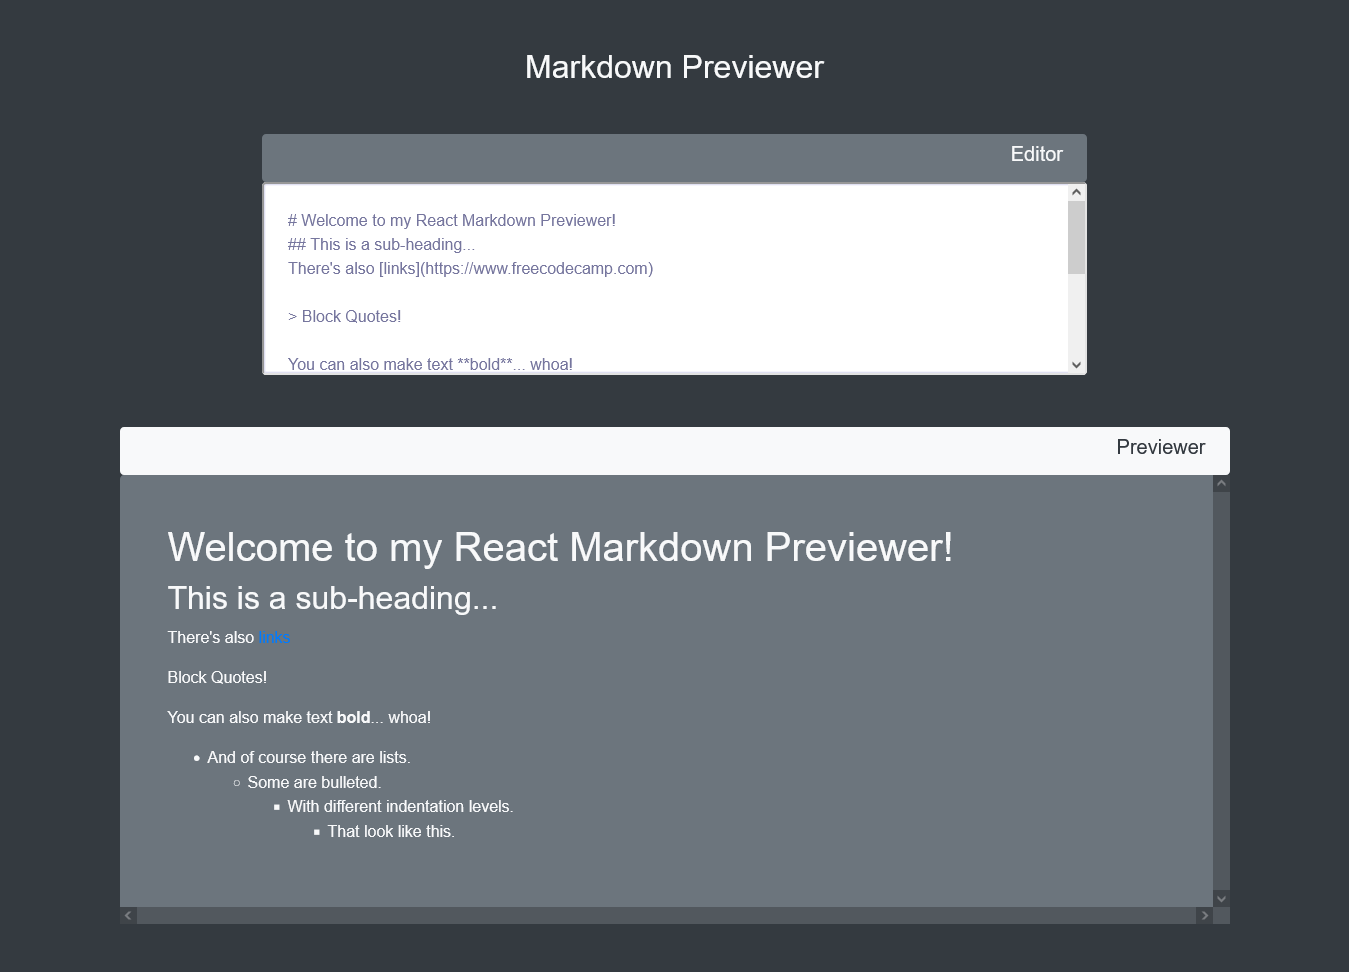 Markdown Previewer
Editor
# Welcome to my React Markdown Previewer!
## This is a sub-heading...
There's also [links](https://www.freecodecamp.com)
> Block Quotes!
You can also make text **bold**... whoa!
Previewer
Welcome to my React Markdown Previewer!
This is a sub-heading...
There's also links
Block Quotes!
You can also make text bold... whoa!
And of course there are lists.
Some are bulleted.
With different indentation levels.
That look like this.